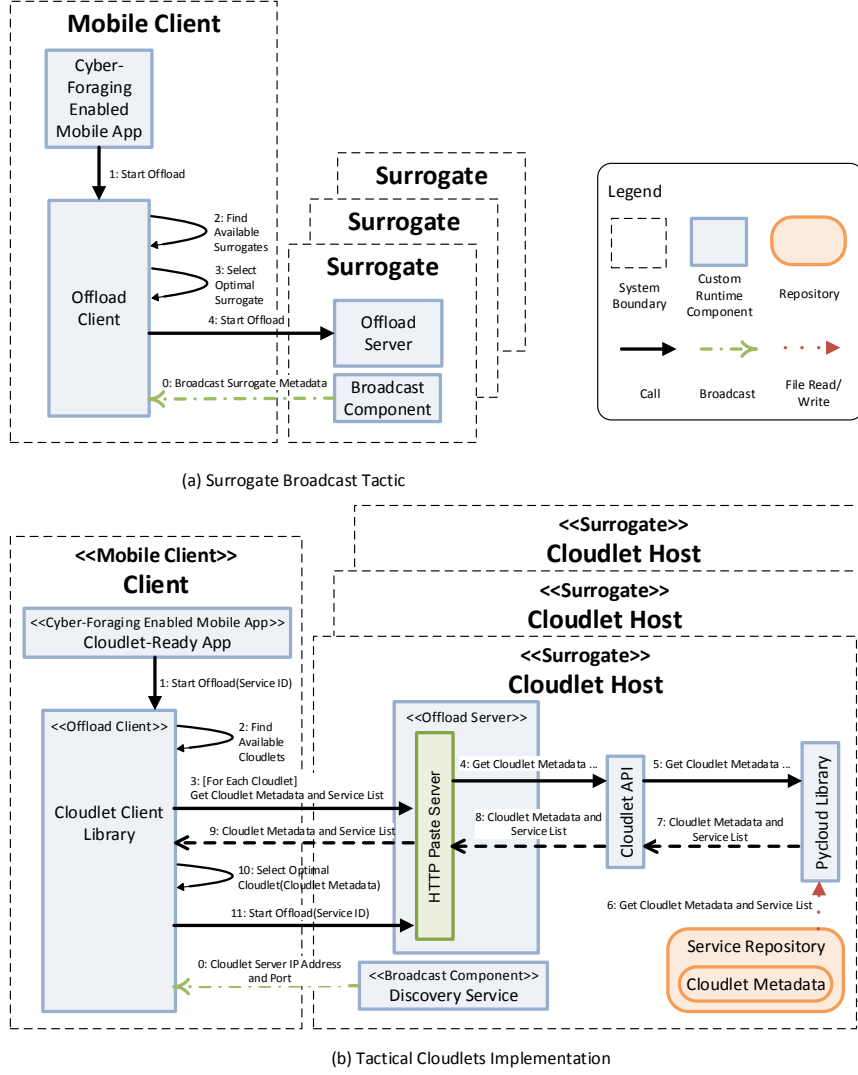 Mobile Client
Cyber-
Foraging
Enabled
Mobile App
1: Start Offload
Offload
Client
2: Find
Available
Surrogates
3: Select
Optimal
Surrogate
4: Start Offload
0: Broadcast Surrogate Metadata
Surrogate
Surrogate
Surrogate
Offload
Server
Broadcast
Component
Legend
System
Boundary
Custom
Runtime
Component
Repository
Call
Broadcast
File Read/
Write
(a) Surrogate Broadcast Tactic
<<Mobile Client>>
Client
<<Cyber-Foraging Enabled Mobile App>>
Cloudlet-Ready App
1: Start Offload(Service ID)
<<Offload Client>>
Cloudlet Client
Library
2: Find
Available
Cloudlets
3: [For Each Cloudlet]
Get Cloudlet Metadata and Service List
9: Cloudlet Metadata and Service List
10: Select Optimal
Cloudlet(Cloudlet Metadata)
11: Start Offload(Service ID)
0: Cloudlet Server IP Address
and Port
<<Surrogate>>
Cloudlet Host
<<Surrogate>>
Cloudlet Host
<<Surrogate>>
Cloudlet Host
<<Offload Server>>
HTTP Paste Server
4: Get Cloudlet Metadata ...
8: Cloudlet Metadata and
Service List
Cloudlet API
5: Get Cloudlet Metadata ...
7: Cloudlet Metadata and
Service List
Pycloud Library
6: Get Cloudlet Metadata and Service List
Service Repository
Cloudlet Metadata
<<Broadcast Component>>
Discovery Service
(b) Tactical Cloudlets Implementation